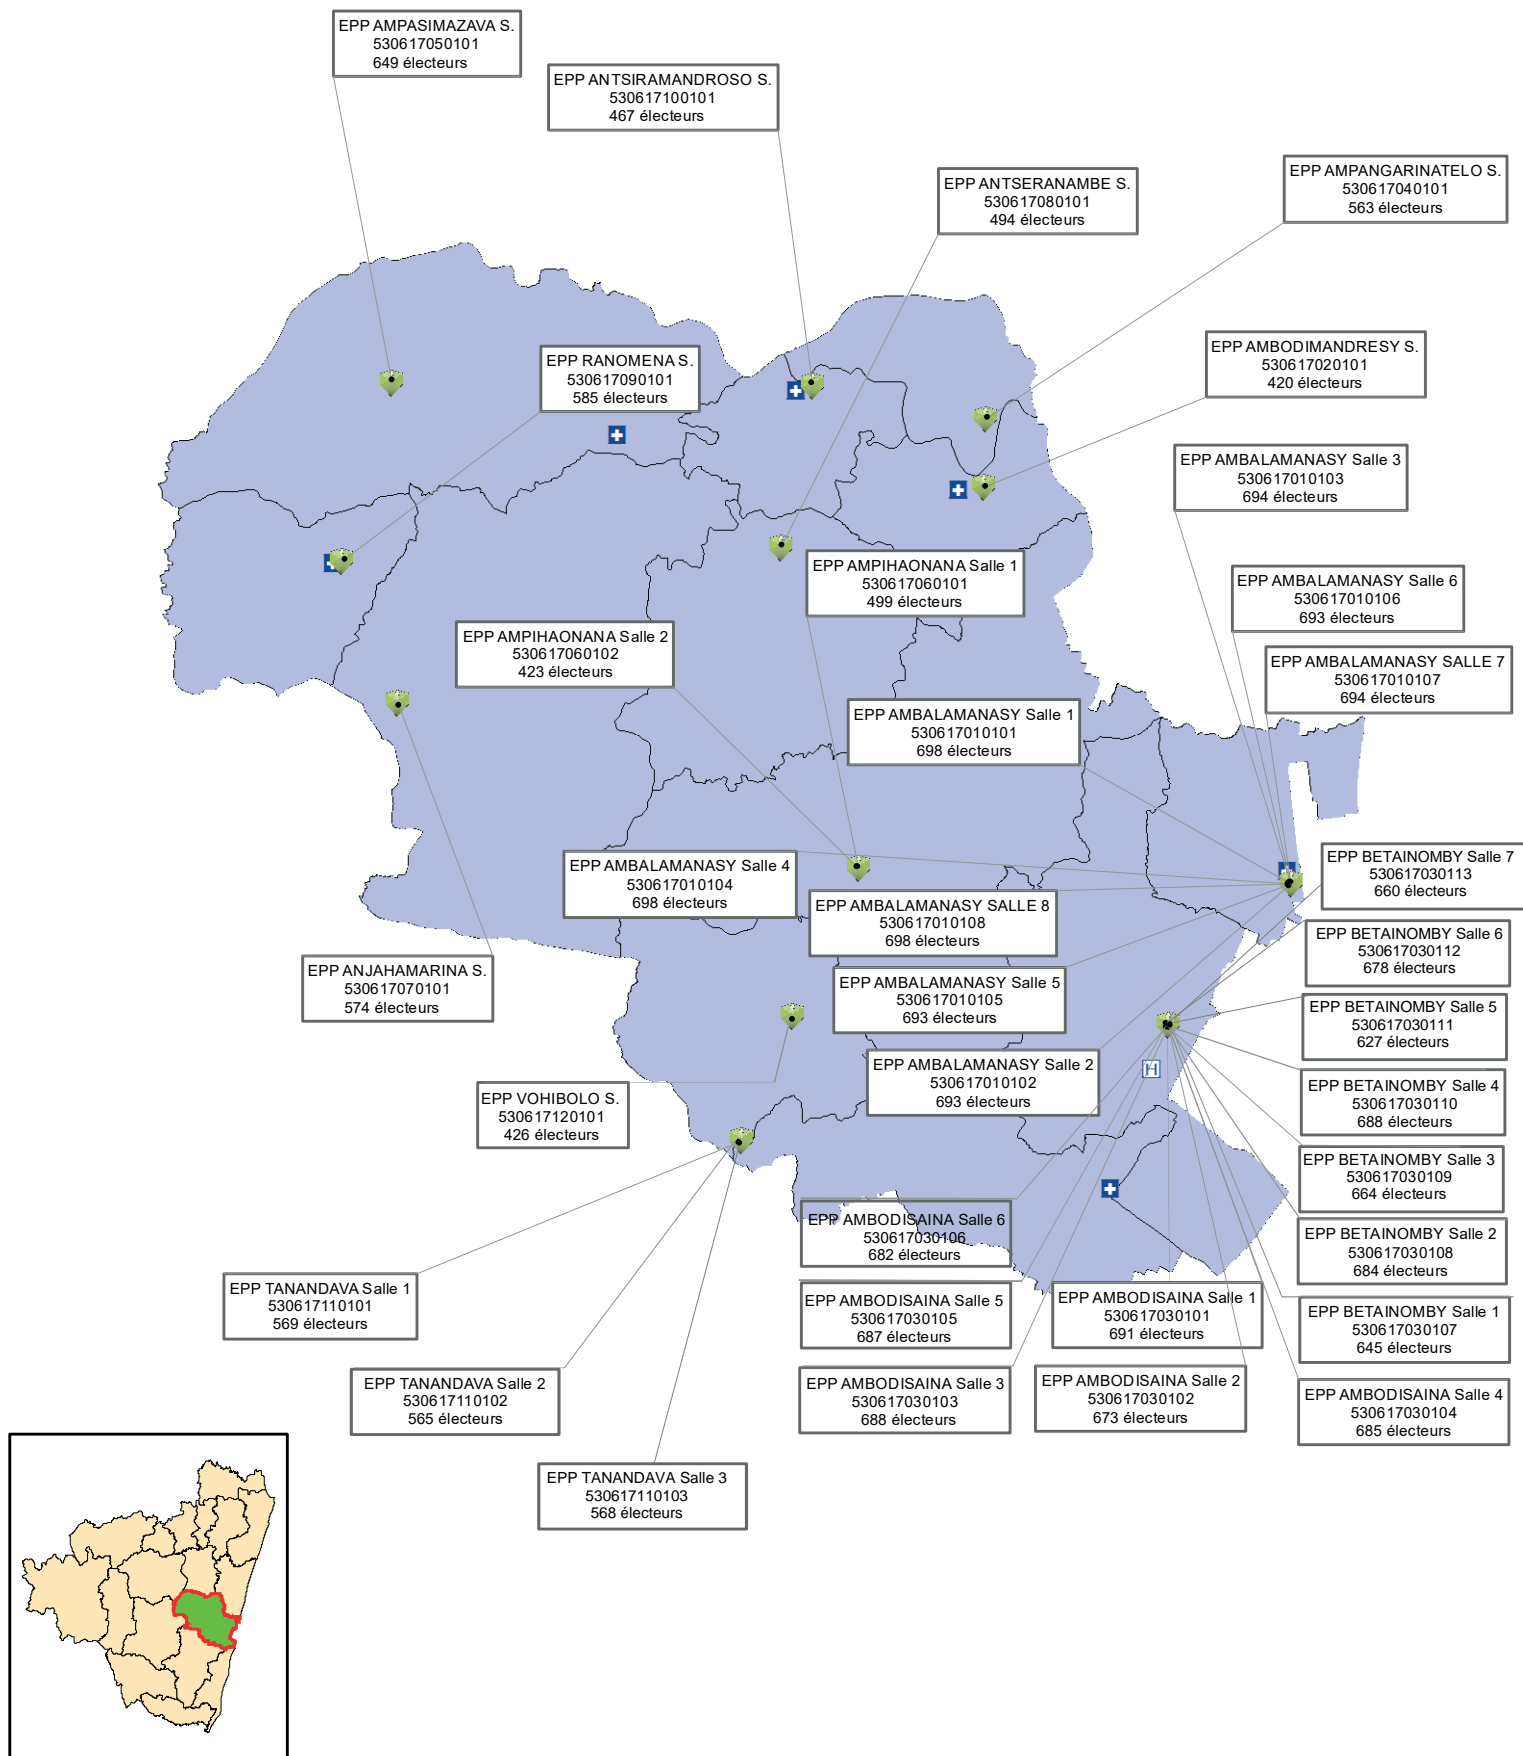 EPP AMPASIMAZAVA S.
530617050101
649 électeurs
EPP ANTSIRAMANDROSO S.
530617100101
467 électeurs
EPP ANTSERANAMBE S.
530617080101
494 électeurs
EPP AMPANGARINATELO S.
530617040101
563 électeurs
EPP RANOMENA S.
530617090101
585 électeurs
EPP AMBODIMANDRESY S.
530617020101
420 électeurs
EPP AMBALAMANASY Salle 3
530617010103
694 électeurs
EPP AMPIHAONANA Salle 1
530617060101
499 électeurs
EPP AMBALAMANASY Salle 6
530617010106
693 électeurs
EPP AMPIHAONANA Salle 2
530617060102
423 électeurs
EPP AMBALAMANASY SALLE 7
530617010107
694 électeurs
EPP AMBALAMANASY Salle 1
530617010101
698 électeurs
EPP AMBALAMANASY Salle 4
530617010104
698 électeurs
EPP BETAINOMBY Salle 7
530617030113
660 électeurs
EPP AMBALAMANASY SALLE 8
530617010108
698 électeurs
EPP BETAINOMBY Salle 6
530617030112
678 électeurs
EPP ANJAHAMARINA S.
530617070101
574 électeurs
EPP AMBALAMANASY Salle 5
530617010105
693 électeurs
EPP BETAINOMBY Salle 5
530617030111
627 électeurs
EPP AMBALAMANASY Salle 2
530617010102
693 électeurs
H
EPP BETAINOMBY Salle 4
530617030110
688 électeurs
EPP VOHIBOLO S.
530617120101
426 électeurs
EPP BETAINOMBY Salle 3
530617030109
664 électeurs
EPP AMBODISAINA Salle 6
530617030106
682 électeurs
EPP BETAINOMBY Salle 2
530617030108
684 électeurs
EPP TANANDAVA Salle 1
530617110101
569 électeurs
EPP AMBODISAINA Salle 5
530617030105
687 électeurs
EPP AMBODISAINA Salle 1
530617030101
691 électeurs
EPP BETAINOMBY Salle 1
530617030107
645 électeurs
EPP TANANDAVA Salle 2
530617110102
565 électeurs
EPP AMBODISAINA Salle 3
530617030103
688 électeurs
EPP AMBODISAINA Salle 2
530617030102
673 électeurs
EPP AMBODISAINA Salle 4
530617030104
685 électeurs
EPP TANANDAVA Salle 3
530617110103
568 électeurs